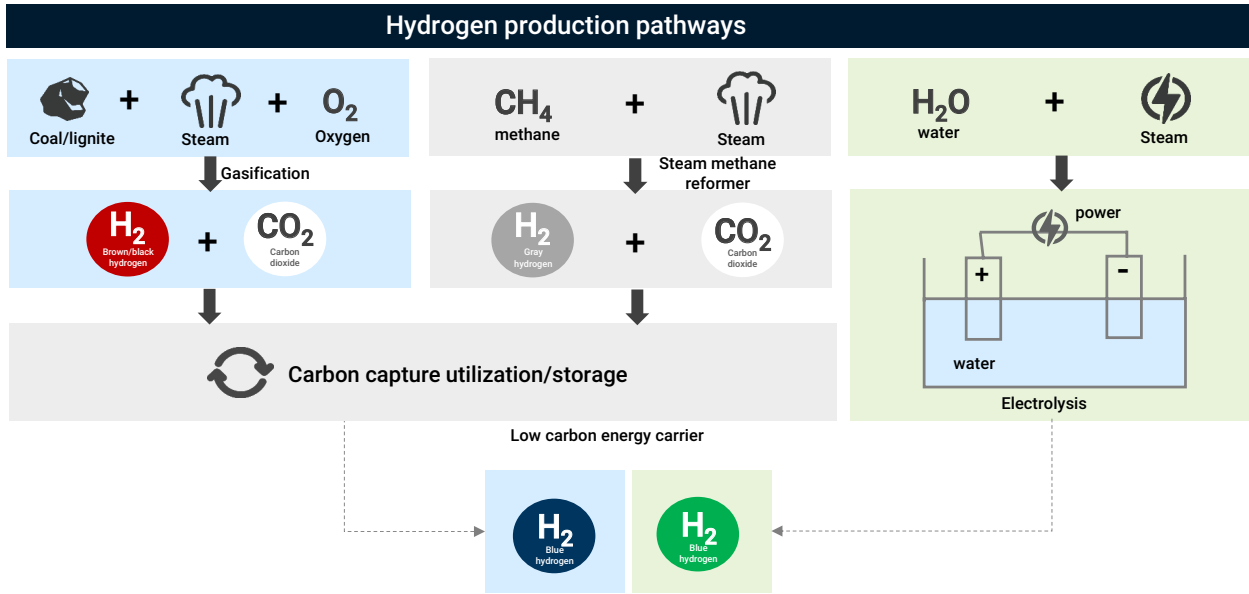 Hydrogen production pathways
+
+
O2
Coal/lignite
Steam
Oxygen
CH4
+
methane
Steam
H2O
+
water
Steam
Gasification
Steam methane
reformer
H2
Brown/black
hydrogen
+
CO2
Carbon
dioxide
H2
Gray
hydrogen
+
CO2
Carbon
dioxide
power
+
-
water
Electrolysis
Carbon capture utilization/storage
Low carbon energy carrier
H2
Blue
hydrogen
H2
Blue
hydrogen